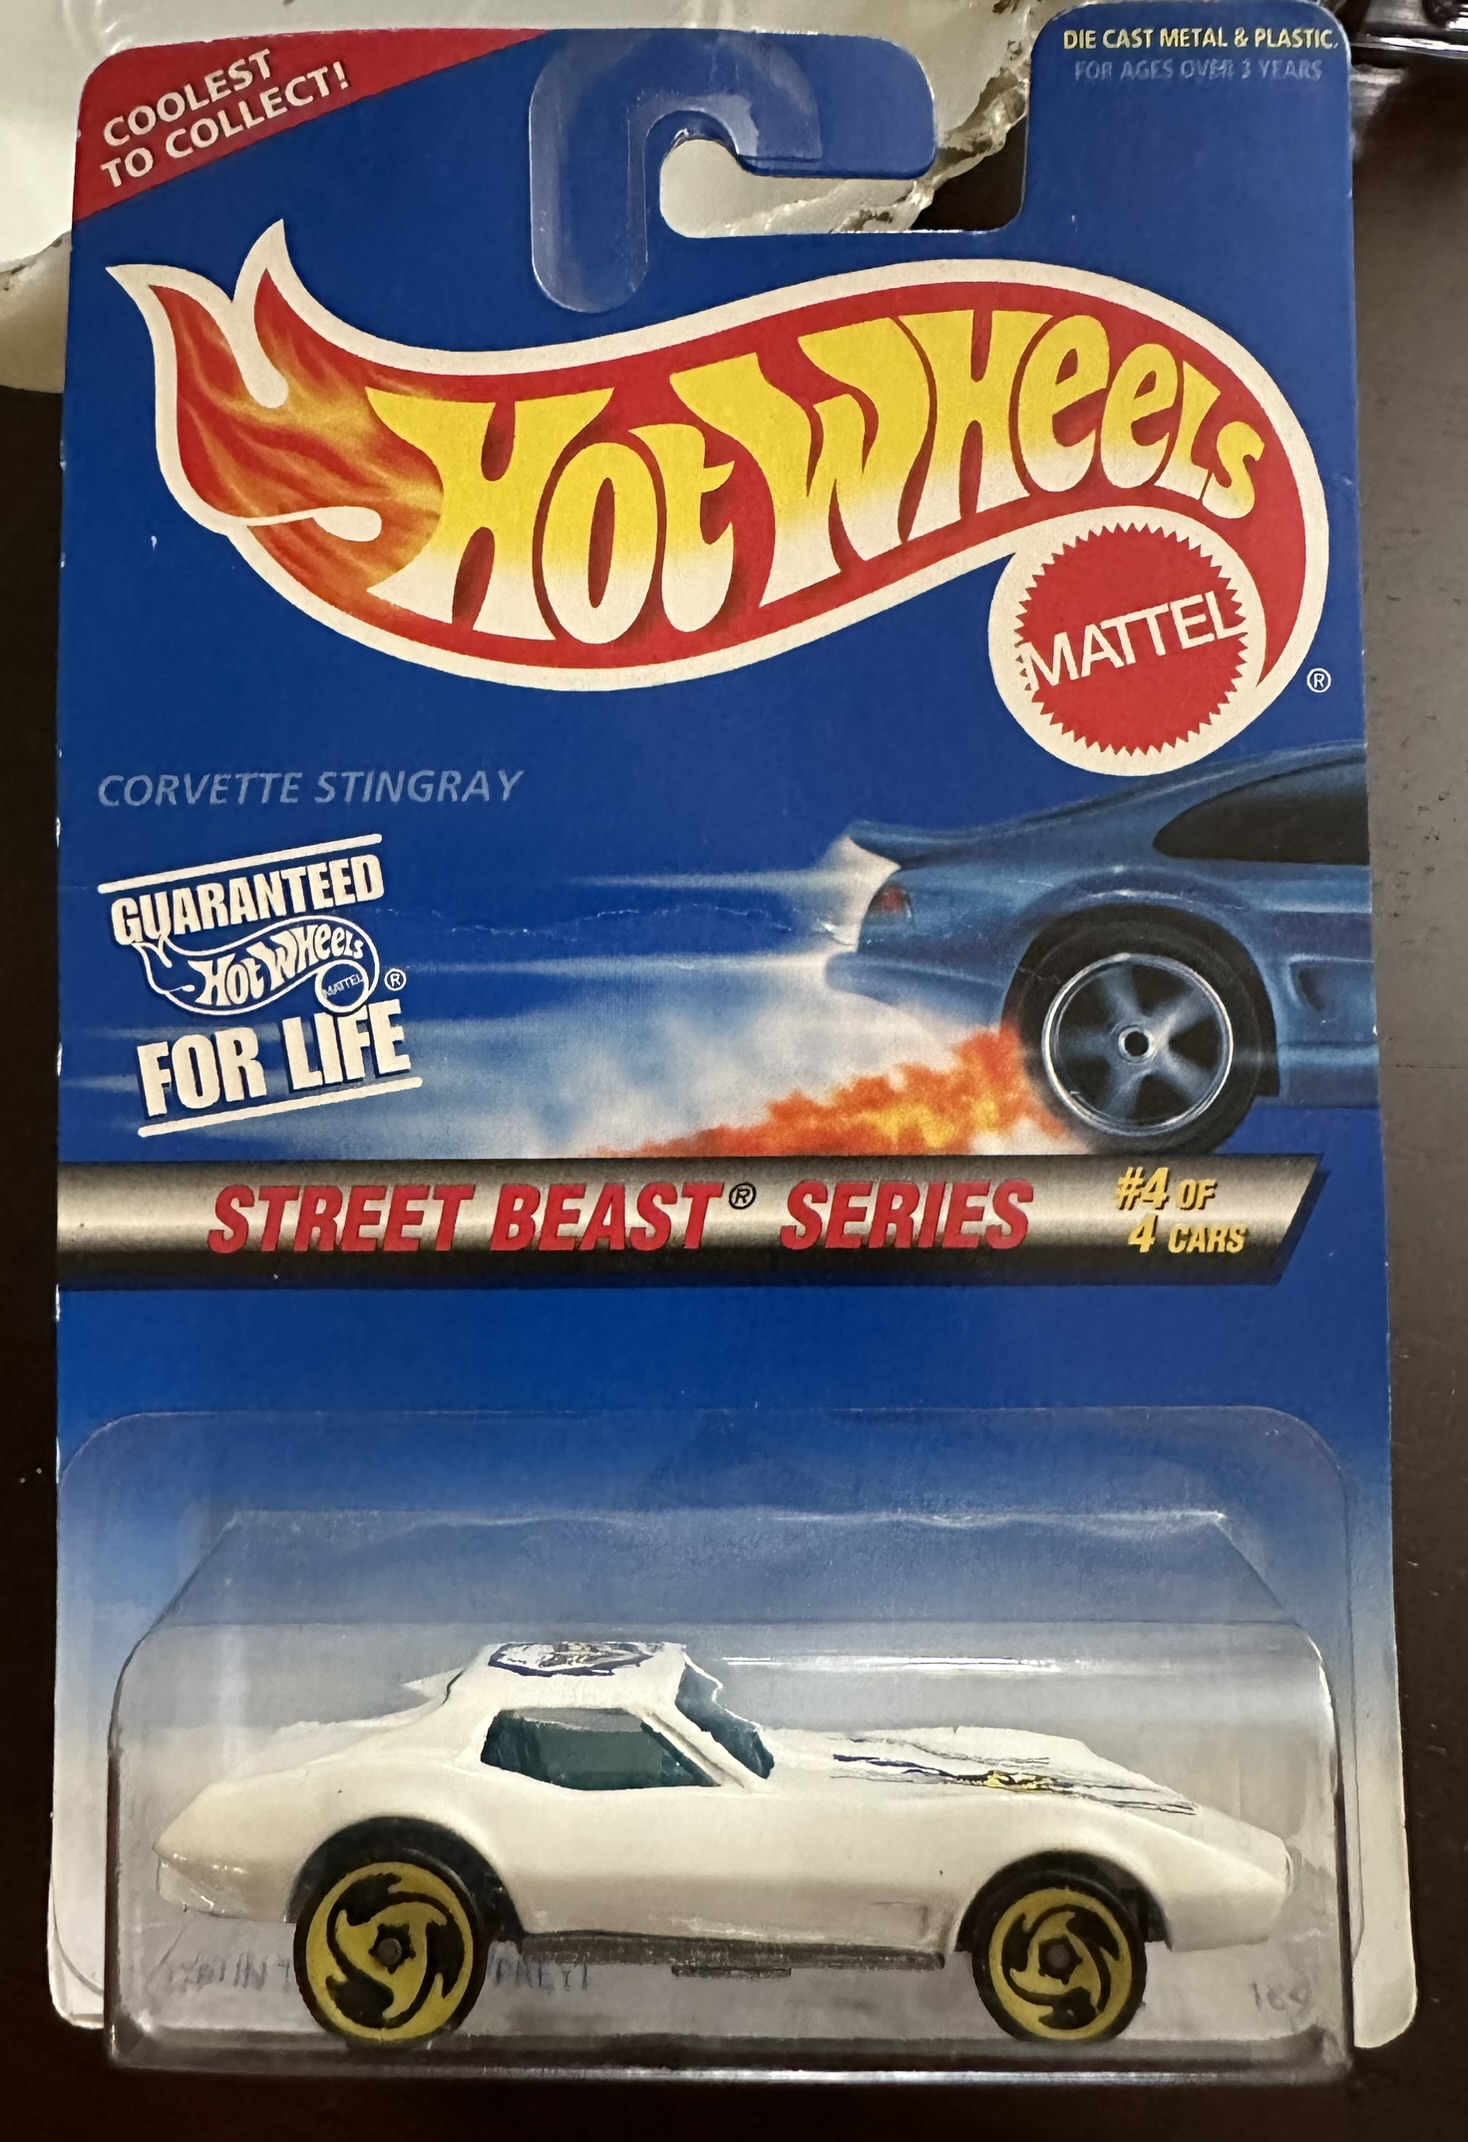 COOLEST
TO COLLECT!
DIE CAST METAL & PLASTIC.
FOR AGES OVER 3 YEARS
HOT WHEELS
MATTEL
®
CORVETTE STINGRAY
GUARANTEED
HOT WHEELS
MATTEL ®
FOR LIFE
STREET BEAST® SERIES
#4 OF
4 CARS